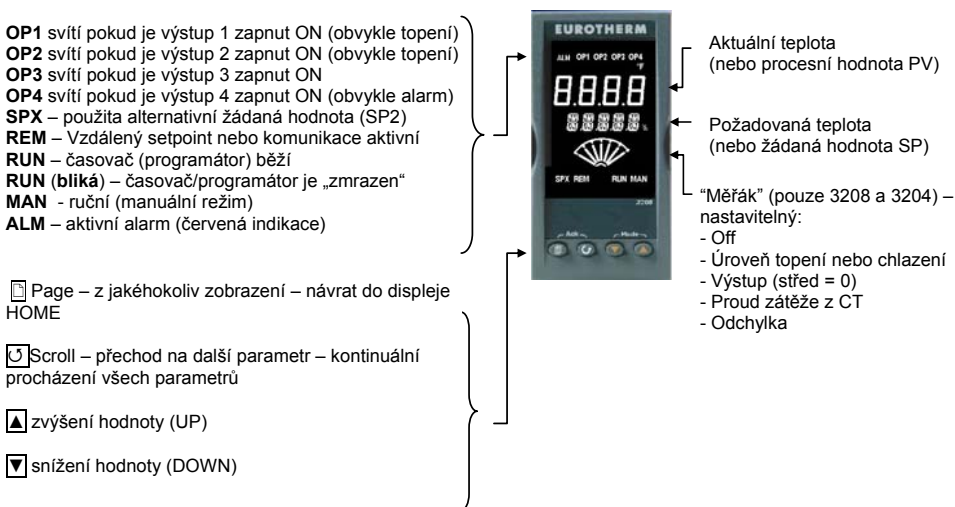 OP1 svítí pokud je výstup 1 zapnut ON (obvykle topení)
OP2 svítí pokud je výstup 2 zapnut ON (obvykle topení)
OP3 svítí pokud je výstup 3 zapnut ON
OP4 svítí pokud je výstup 4 zapnut ON (obvykle alarm)
SPX – použita alternativní žádaná hodnota (SP2)
REM – Vzdálený setpoint nebo komunikace aktivní
RUN – časovač (programátor) běží
RUN (bliká) – časovač/programátor je „zmrazen“
MAN - ruční (manuální režim)
ALM – aktivní alarm (červená indikace)
Page – z jakéhokoliv zobrazení – návrat do displeje
HOME
Scroll – přechod na další parametr – kontinuální
procházení všech parametrů
▲ zvýšení hodnoty (UP)
▼ snížení hodnoty (DOWN)
EUROTHERM
ALM OP1 OP2 OP3 OP4
°F
8.8.8.8
%
SPX REM RUN MAN
3208
Mode
Aktuální teplota
(nebo procesní hodnota PV)
Požadovaná teplota
(nebo žádaná hodnota SP)
“Měřák” (pouze 3208 a 3204) –
nastavitelný:
- Off
- Úroveň topení nebo chlazení
- Výstup (střed = 0)
- Proud zátěže z CT
- Odchylka